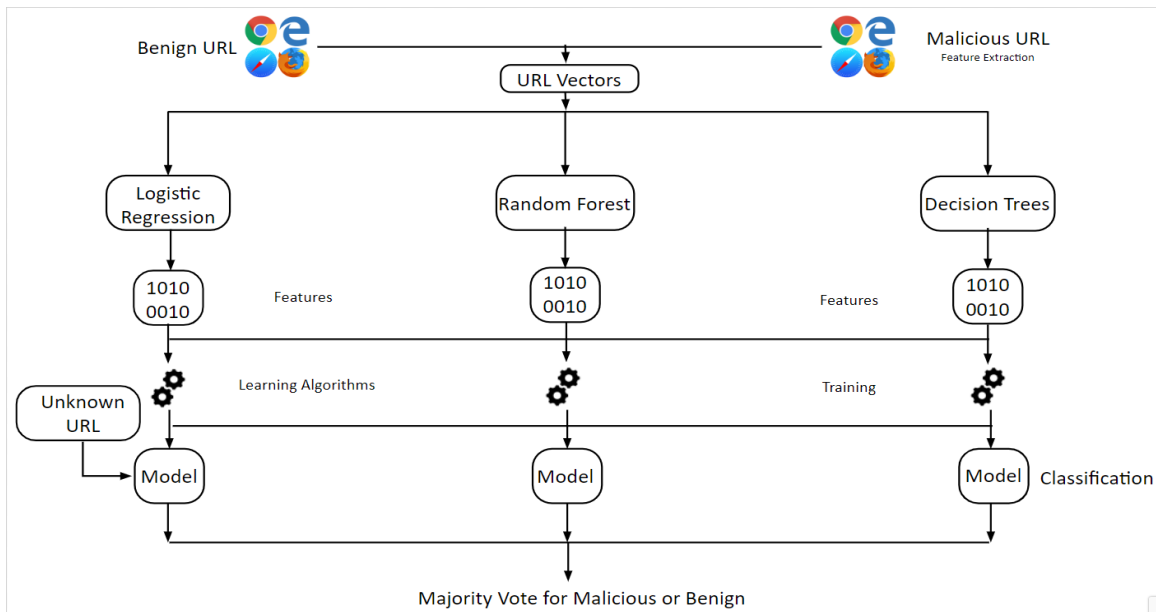 Benign URL
Malicious URL
Feature Extraction
URL Vectors
Logistic
Regression
Random Forest
Decision Trees
1010
0010
Features
1010
0010
Features
1010
0010
Learning Algorithms
Training
Unknown
URL
Model
Model
Model
Classification
Majority Vote for Malicious or Benign